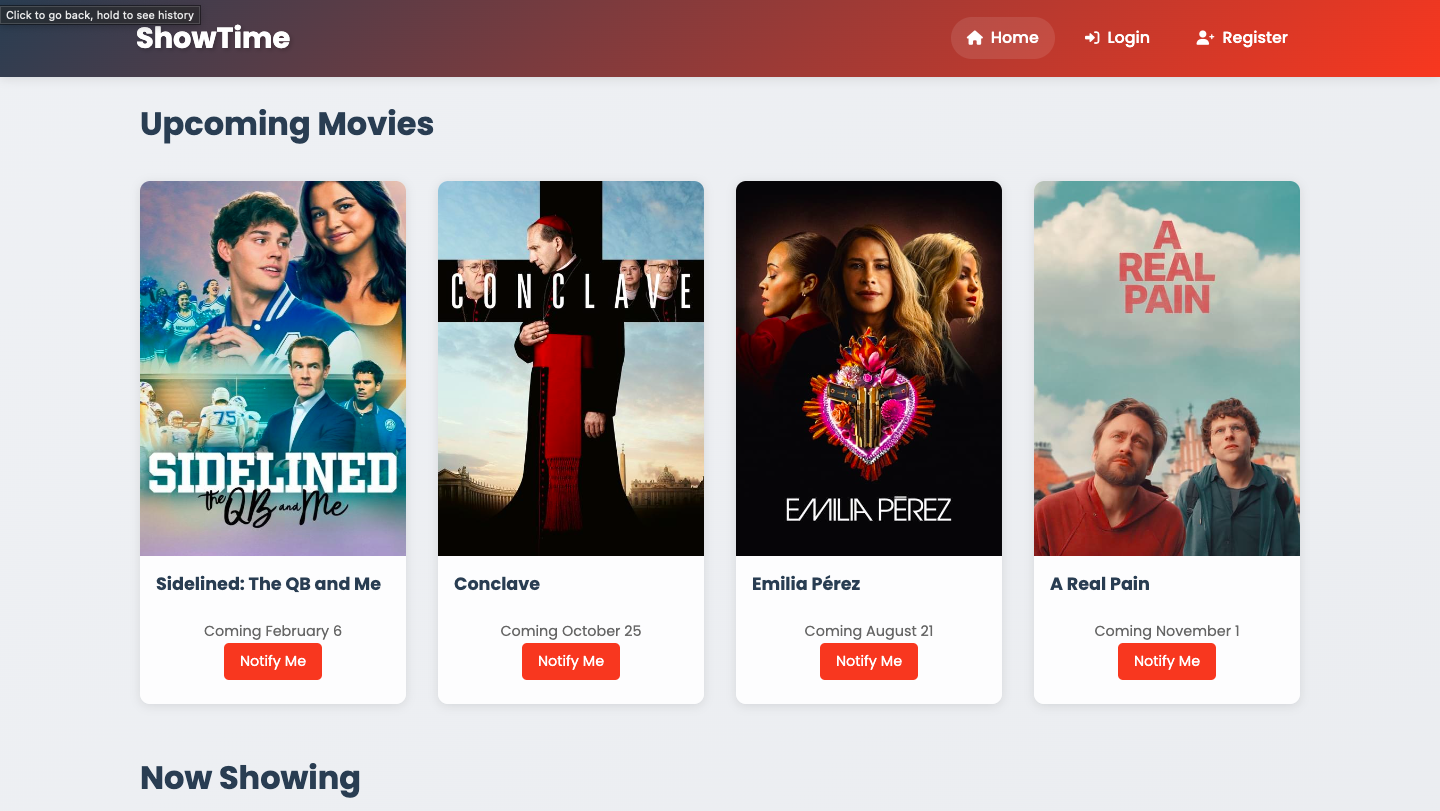 Click to go back, hold to see history
ShowTime
Home
Login
Register
Upcoming Movies
SIDELINED
the QB and Me
CONCLAVE
EMILIA PĒREZ
A
REAL
PAIN
75
Sidelined: The QB and Me
Conclave
Emilia Pérez
A Real Pain
Coming February 6
Coming October 25
Coming August 21
Coming November 1
Notify Me
Notify Me
Notify Me
Notify Me
Now Showing